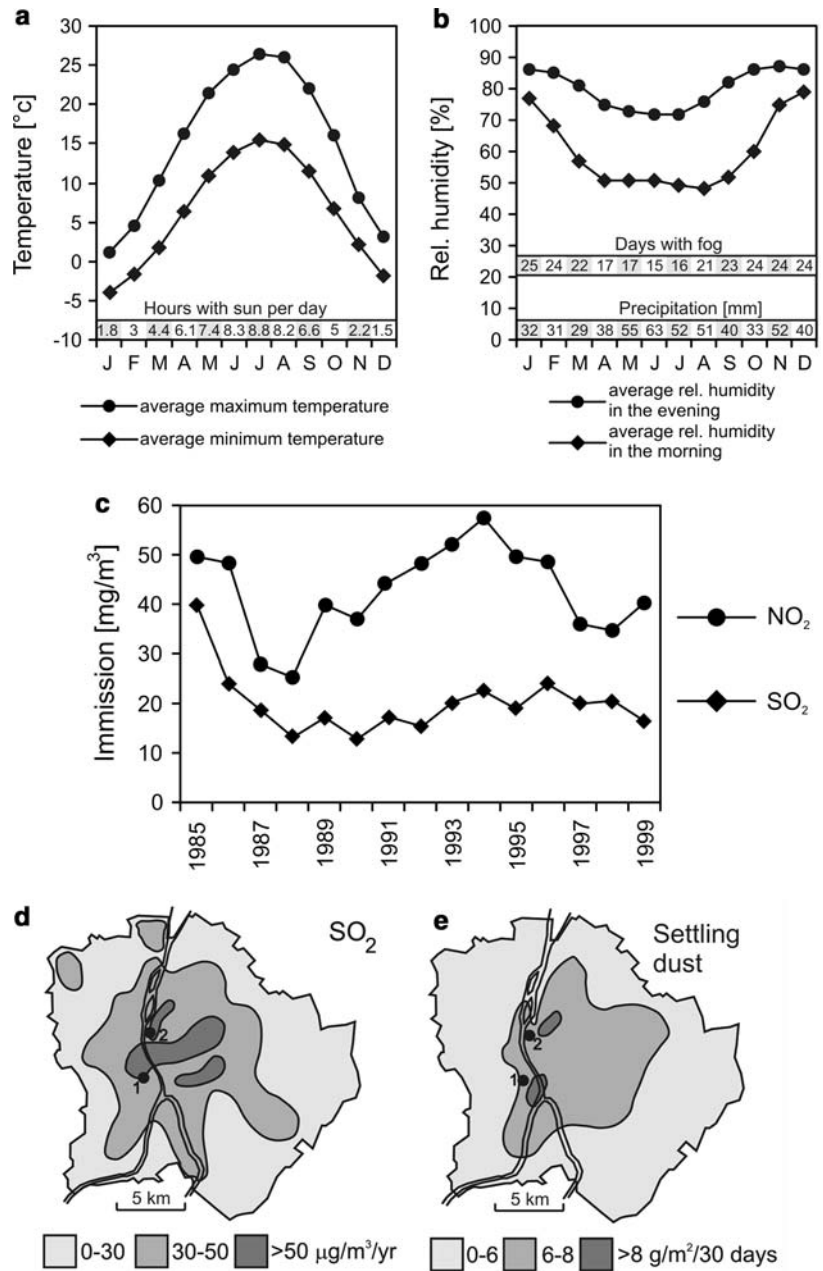 a
Temperature [°c]
30
25
20
15
10
5
0
-5
-10
Hours with sun per day
1.8 3 4.4 6.1 7.4 8.3 8.8 8.2 6.6 5 2.2 1.5
J F M A M J J A S O N D
average maximum temperature
average minimum temperature
b
Rel. humidity [%]
100
90
80
70
60
50
40
30
20
10
0
Days with fog
25 24 22 17 17 15 16 21 23 24 24 24
Precipitation [mm]
32 31 29 38 55 63 52 51 40 33 52 40
J F M A M J J A S O N D
average rel. humidity
in the evening
average rel. humidity
in the morning
c
Immission [mg/m³]
60
50
40
30
20
10
0
1985 1987 1989 1991 1993 1995 1997 1999
NO₂
SO₂
d
SO₂
2
1
5 km
0-30 30-50 >50 µg/m³/yr
e
Settling
dust
2
1
5 km
0-6 6-8 >8 g/m²/30 days